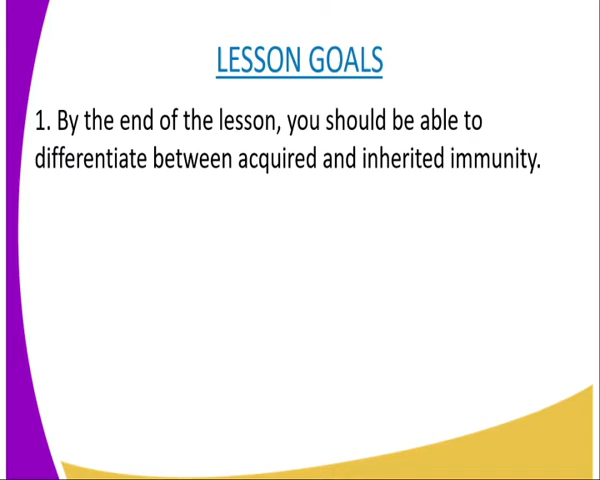 LESSON GOALS
1. By the end of the lesson, you should be able to
differentiate between acquired and inherited immunity.